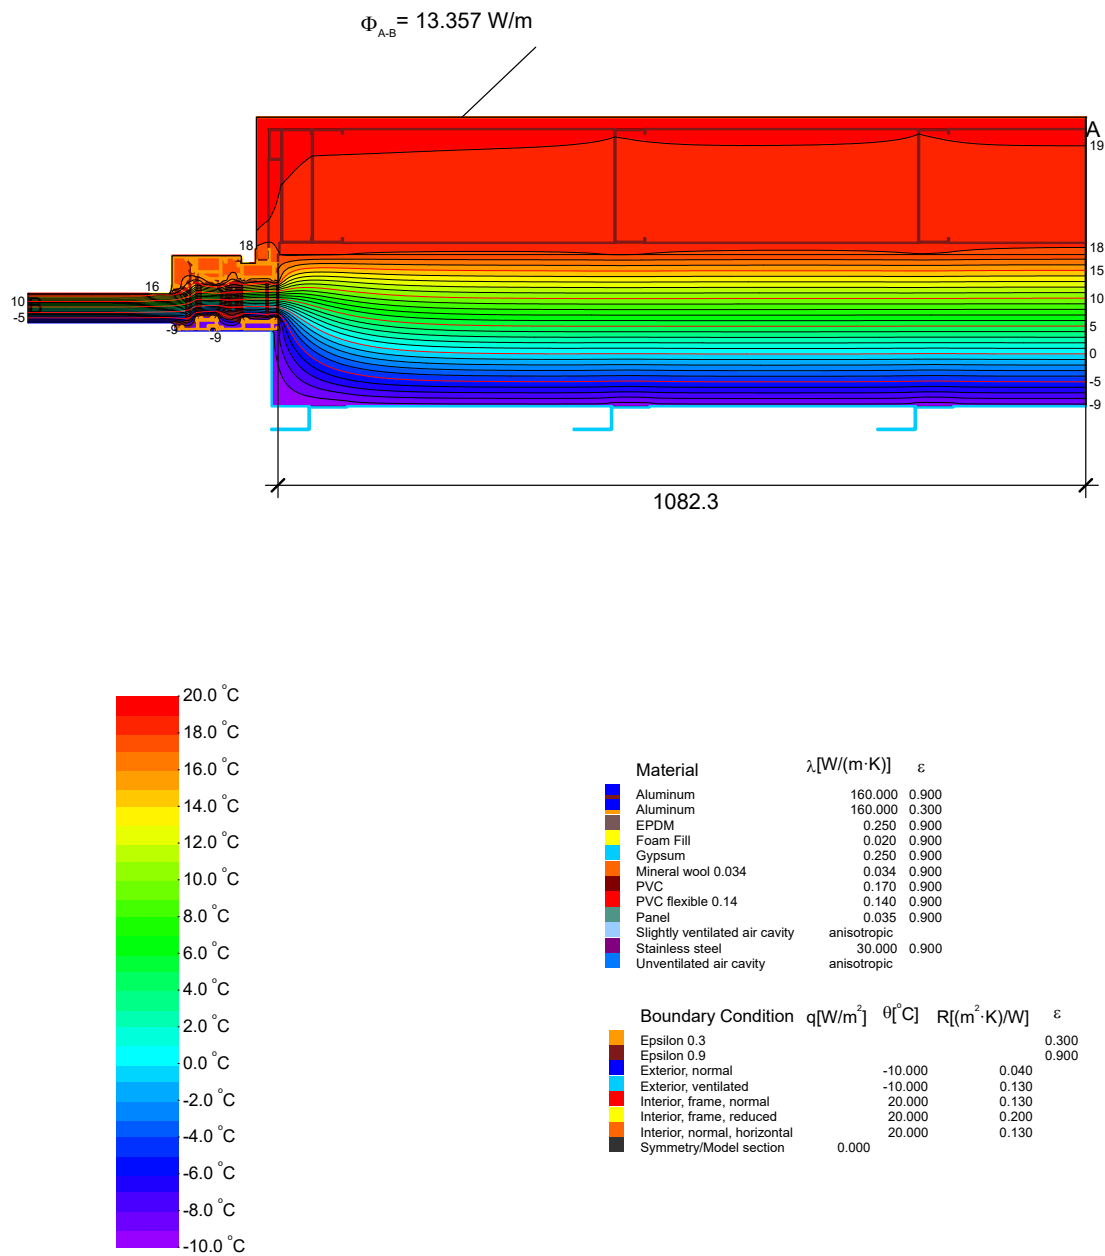 ΦA-B= 13.357 W/m
A
19
18
18
15
16
10
10
B
-5
5
-9
-9
0
-5
-9
1082.3
20.0 °C
18.0 °C
16.0 °C
14.0 °C
12.0 °C
10.0 °C
8.0 °C
6.0 °C
4.0 °C
2.0 °C
0.0 °C
-2.0 °C
-4.0 °C
-6.0 °C
-8.0 °C
-10.0 °C
Material λ[W/(m·K)] ε
Aluminum 160.000 0.900
Aluminum 160.000 0.300
EPDM 0.250 0.900
Foam Fill 0.020 0.900
Gypsum 0.250 0.900
Mineral wool 0.034 0.034 0.900
PVC 0.170 0.900
PVC flexible 0.14 0.140 0.900
Panel 0.035 0.900
Slightly ventilated air cavity anisotropic
Stainless steel 30.000 0.900
Unventilated air cavity anisotropic
Boundary Condition q[W/m²] θ[°C] R[(m²·K)/W] ε
Epsilon 0.3 0.300
Epsilon 0.9 0.900
Exterior, normal -10.000 0.040
Exterior, ventilated -10.000 0.130
Interior, frame, normal 20.000 0.130
Interior, frame, reduced 20.000 0.200
Interior, normal, horizontal 20.000 0.130
Symmetry/Model section 0.000